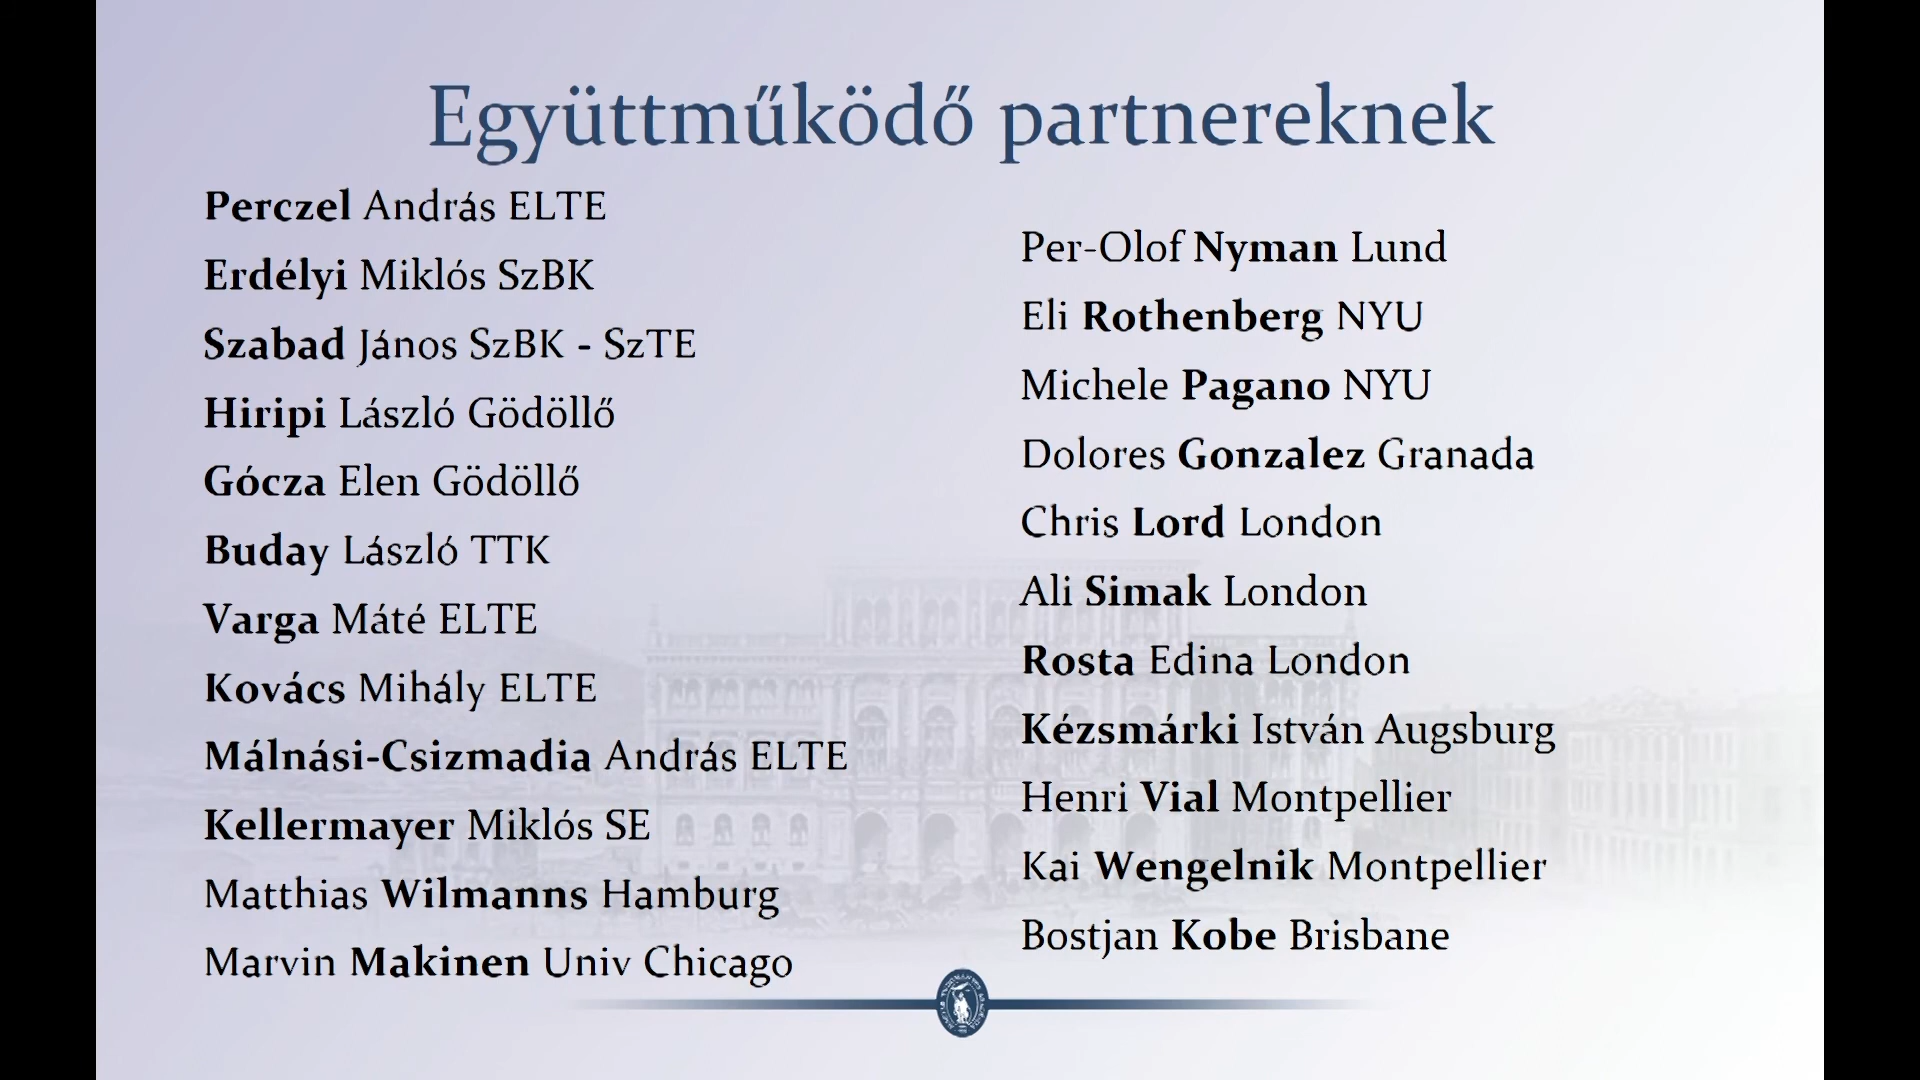 Együttműködő partnereknek
Perczel András ELTE
Erdélyi Miklós SzBK
Szabad János SzBK - SzTE
Hiripi László Gödöllő
Gócza Elen Gödöllő
Buday László TTK
Varga Máté ELTE
Kovács Mihály ELTE
Málnási-Csizmadia András ELTE
Kellermayer Miklós SE
Matthias Wilmanns Hamburg
Marvin Makinen Univ Chicago
Per-Olof Nyman Lund
Eli Rothenberg NYU
Michele Pagano NYU
Dolores Gonzalez Granada
Chris Lord London
Ali Simak London
Rosta Edina London
Kézsmárki István Augsburg
Henri Vial Montpellier
Kai Wengelnik Montpellier
Bostjan Kobe Brisbane